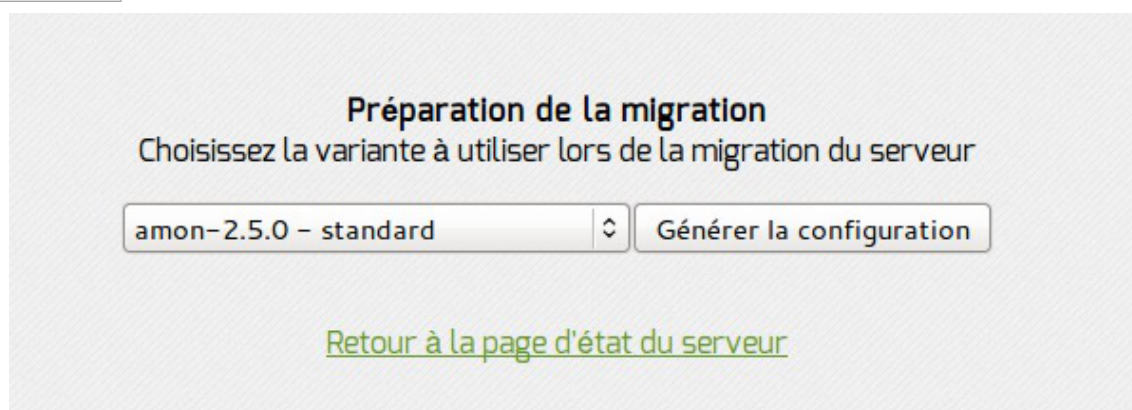 Préparation de la migration
Choisissez la variante à utiliser lors de la migration du serveur
amon-2.5.0 - standard Générer la configuration
Retour à la page d'état du serveur